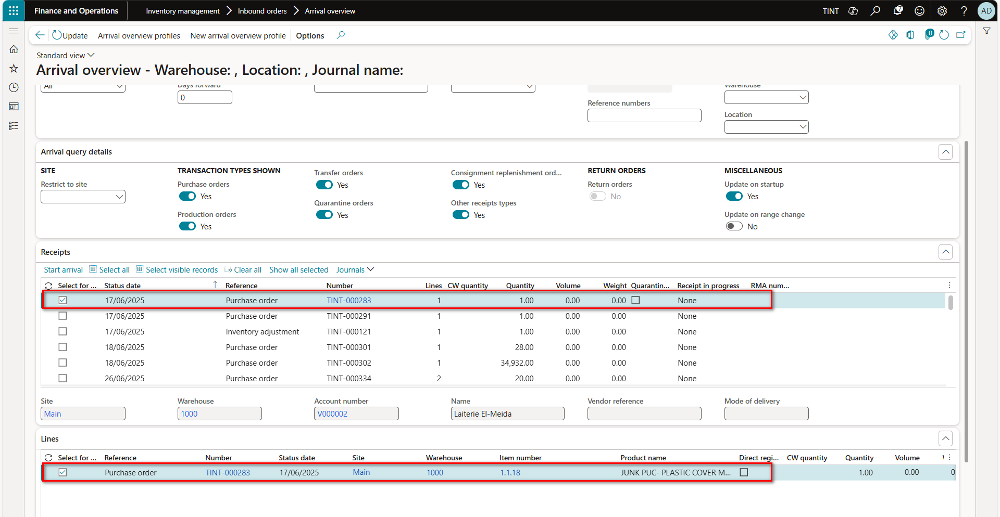 Finance and Operations
Inventory management
Inbound orders
Arrival overview
TINT
7
AD
Update
Arrival overview profiles
New arrival overview profile
Options
0
Standard view
Arrival overview - Warehouse: , Location: , Journal name:
All
Days forward
0
Reference numbers
Warehouse
Location
Arrival query details
SITE
Restrict to site
TRANSACTION TYPES SHOWN
Purchase orders
Yes
Production orders
Yes
Transfer orders
Yes
Quarantine orders
Yes
Consignment replenishment ord...
Yes
Other receipts types
Yes
RETURN ORDERS
Return orders
No
MISCELLANEOUS
Update on startup
Yes
Update on range change
No
Receipts
Start arrival Select all Select visible records Clear all Show all selected Journals
Select for ... Status date Reference Number Lines CW quantity Quantity Volume Weight Quarantin... Receipt in progress RMA num...
17/06/2025 Purchase order TINT-000283 1 1.00 0.00 0.00 None
17/06/2025 Purchase order TINT-000291 1 1.00 0.00 0.00 None
17/06/2025 Inventory adjustment TINT-000121 1 1.00 0.00 0.00 None
18/06/2025 Purchase order TINT-000301 1 28.00 0.00 0.00 None
18/06/2025 Purchase order TINT-000302 1 34,932.00 0.00 0.00 None
26/06/2025 Purchase order TINT-000334 2 20.00 0.00 0.00 None
Site
Main
Warehouse
1000
Account number
V000002
Name
Laiterie El-Meida
Vendor reference
Mode of delivery
Lines
Select for ... Reference Number Status date Site Warehouse Item number Product name Direct regi... CW quantity Quantity Volume
Purchase order TINT-000283 17/06/2025 Main 1000 1.1.18 JUNK PUC- PLASTIC COVER M... 1.00 0.00 0